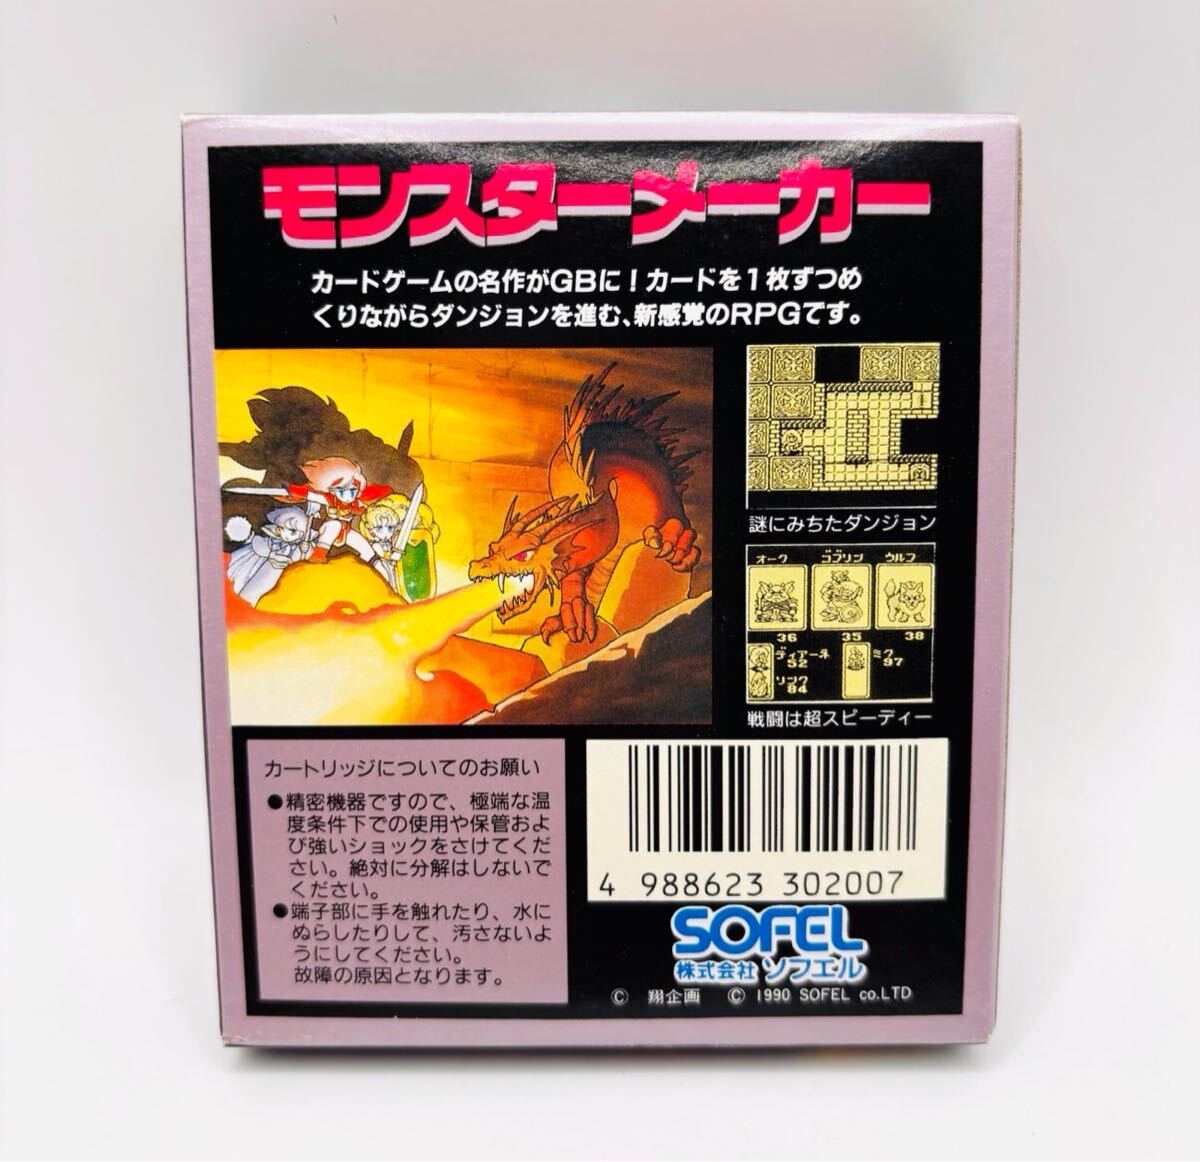 モンスターメーカー
カードゲームの名作がGBに！カードを1枚ずつめ
くりながらダンジョンを進む、新感覚のRPGです。
謎にみちたダンジョン
オーク ゴブリン ウルフ
36 35 38
ディアーネ ミク
52 97
リンク
84
戦闘は超スピーディー
カートリッジについてのお願い
●精密機器ですので、極端な温
度条件下での使用や保管およ
び強いショックをさけてくだ
さい。絶対に分解はしないで
ください。
●端子部に手を触れたり、水に
ぬらしたりして、汚さないよ
うにしてください。
故障の原因となります。
4 988623 302007
SOFEL
株式会社 ソフエル
© 翔企画 © 1990 SOFEL co.LTD